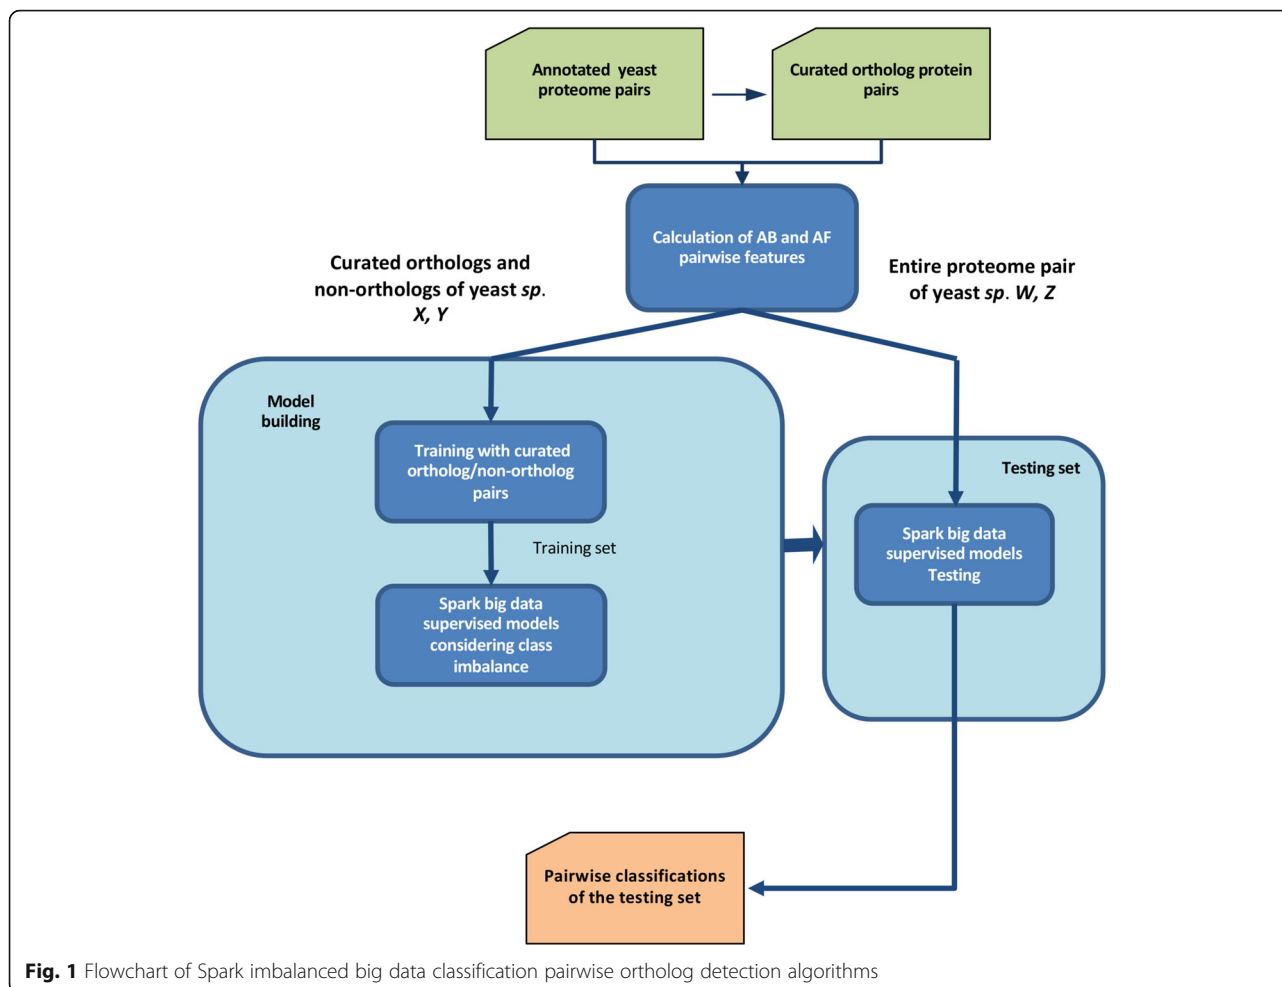 Annotated yeast
proteome pairs
Curated ortholog protein
pairs
Calculation of AB and AF
pairwise features
Curated orthologs and
non-orthologs of yeast sp.
X, Y
Entire proteome pair
of yeast sp. W, Z
Model
building
Training with curated
ortholog/non-ortholog
pairs
Training set
Spark big data
supervised models
considering class
imbalance
Testing set
Spark big data
supervised models
Testing
Pairwise classifications
of the testing set
Fig. 1 Flowchart of Spark imbalanced big data classification pairwise ortholog detection algorithms